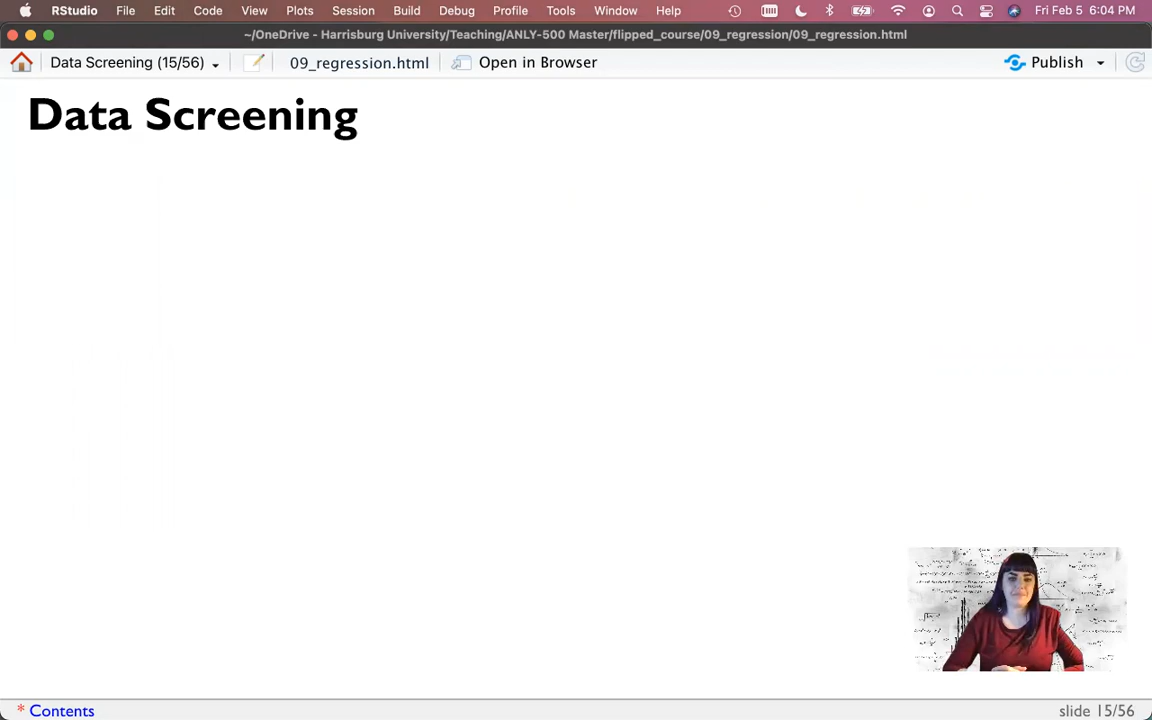 RStudio File Edit Code View Plots Session Build Debug Profile Tools Window Help Fri Feb 5 6:04 PM
~/OneDrive - Harrisburg University/Teaching/ANLY-500 Master/flipped_course/09_regression/09_regression.html
Data Screening (15/56) 09_regression.html Open in Browser Publish
Data Screening
* Contents slide 15/56